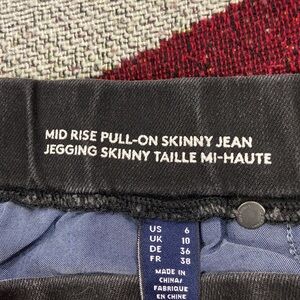 MID RISE PULL-ON SKINNY JEAN
JEGGING SKINNY TAILLE MI-HAUTE
US 6
UK 10
DE 36
FR 38
MADE IN
CHINA/
FABRIQUE
EN CHINE